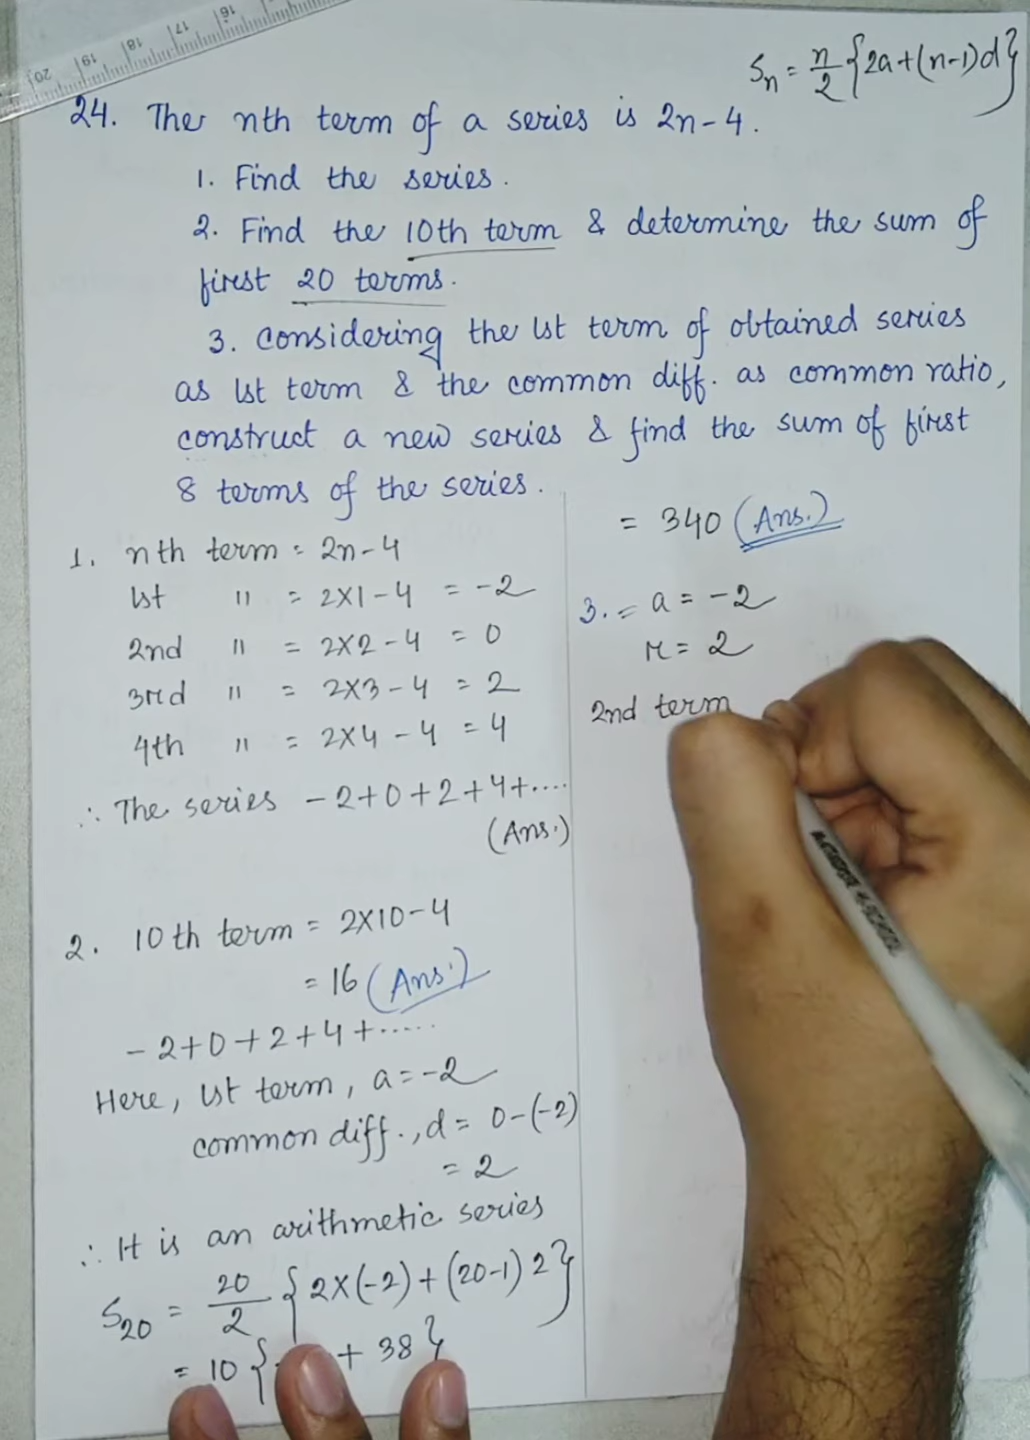 20 19 18 17 16
Sn = n/2 {2a+(n-1)d}
24. The nth term of a series is 2n-4.
1. Find the series.
2. Find the 10th term & determine the sum of
first 20 terms.
3. Considering the 1st term of obtained series
as 1st term & the common diff. as common ratio,
construct a new series & find the sum of first
8 terms of the series.
1. nth term = 2n-4
1st " = 2×1-4 = -2
2nd " = 2×2-4 = 0
3rd " = 2×3-4 = 2
4th " = 2×4-4 = 4
∴ The series -2+0+2+4+....
(Ans.)
2. 10th term = 2×10-4
= 16 (Ans.)
-2+0+2+4+.....
Here, 1st term, a=-2
common diff., d= 0-(-2)
= 2
∴ It is an arithmetic series
S20 = 20/2 {2×(-2)+(20-1)2}
= 10 { + 38}
= 340 (Ans.)
3. = a = -2
r = 2
2nd term